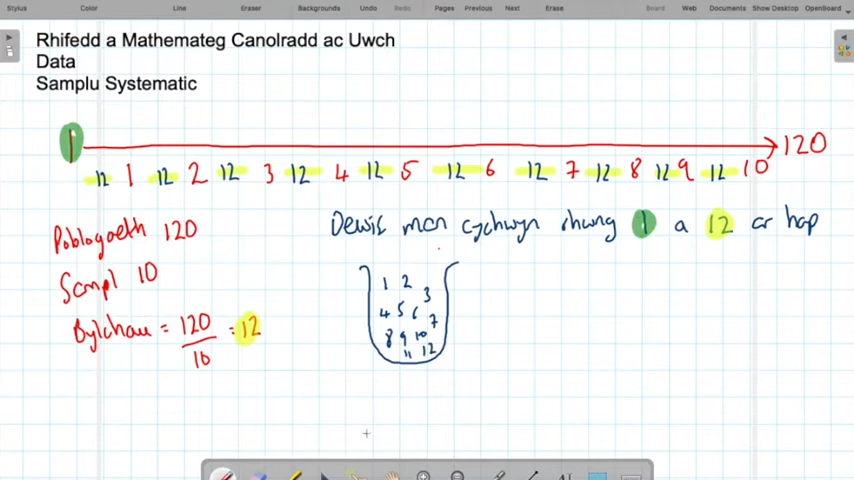 Stylus Color Line Eraser Backgrounds Undo Redo Pages Previous Next Erase Board Web Documents Show Desktop OpenBoard
Rhifedd a Mathemateg Canolradd ac Uwch
Data
Samplu Systematic
1 120
12 1 12 2 12 3 12 4 12 5 12 6 12 7 12 8 12 9 12 10
Poblogaeth 120
Dewis man cychwyn rhwng 1 a 12 ar hap
Sampl 10
Bylchau = 120/10 = 12
1 2 3
4 5 6 7
8 9 10
11 12